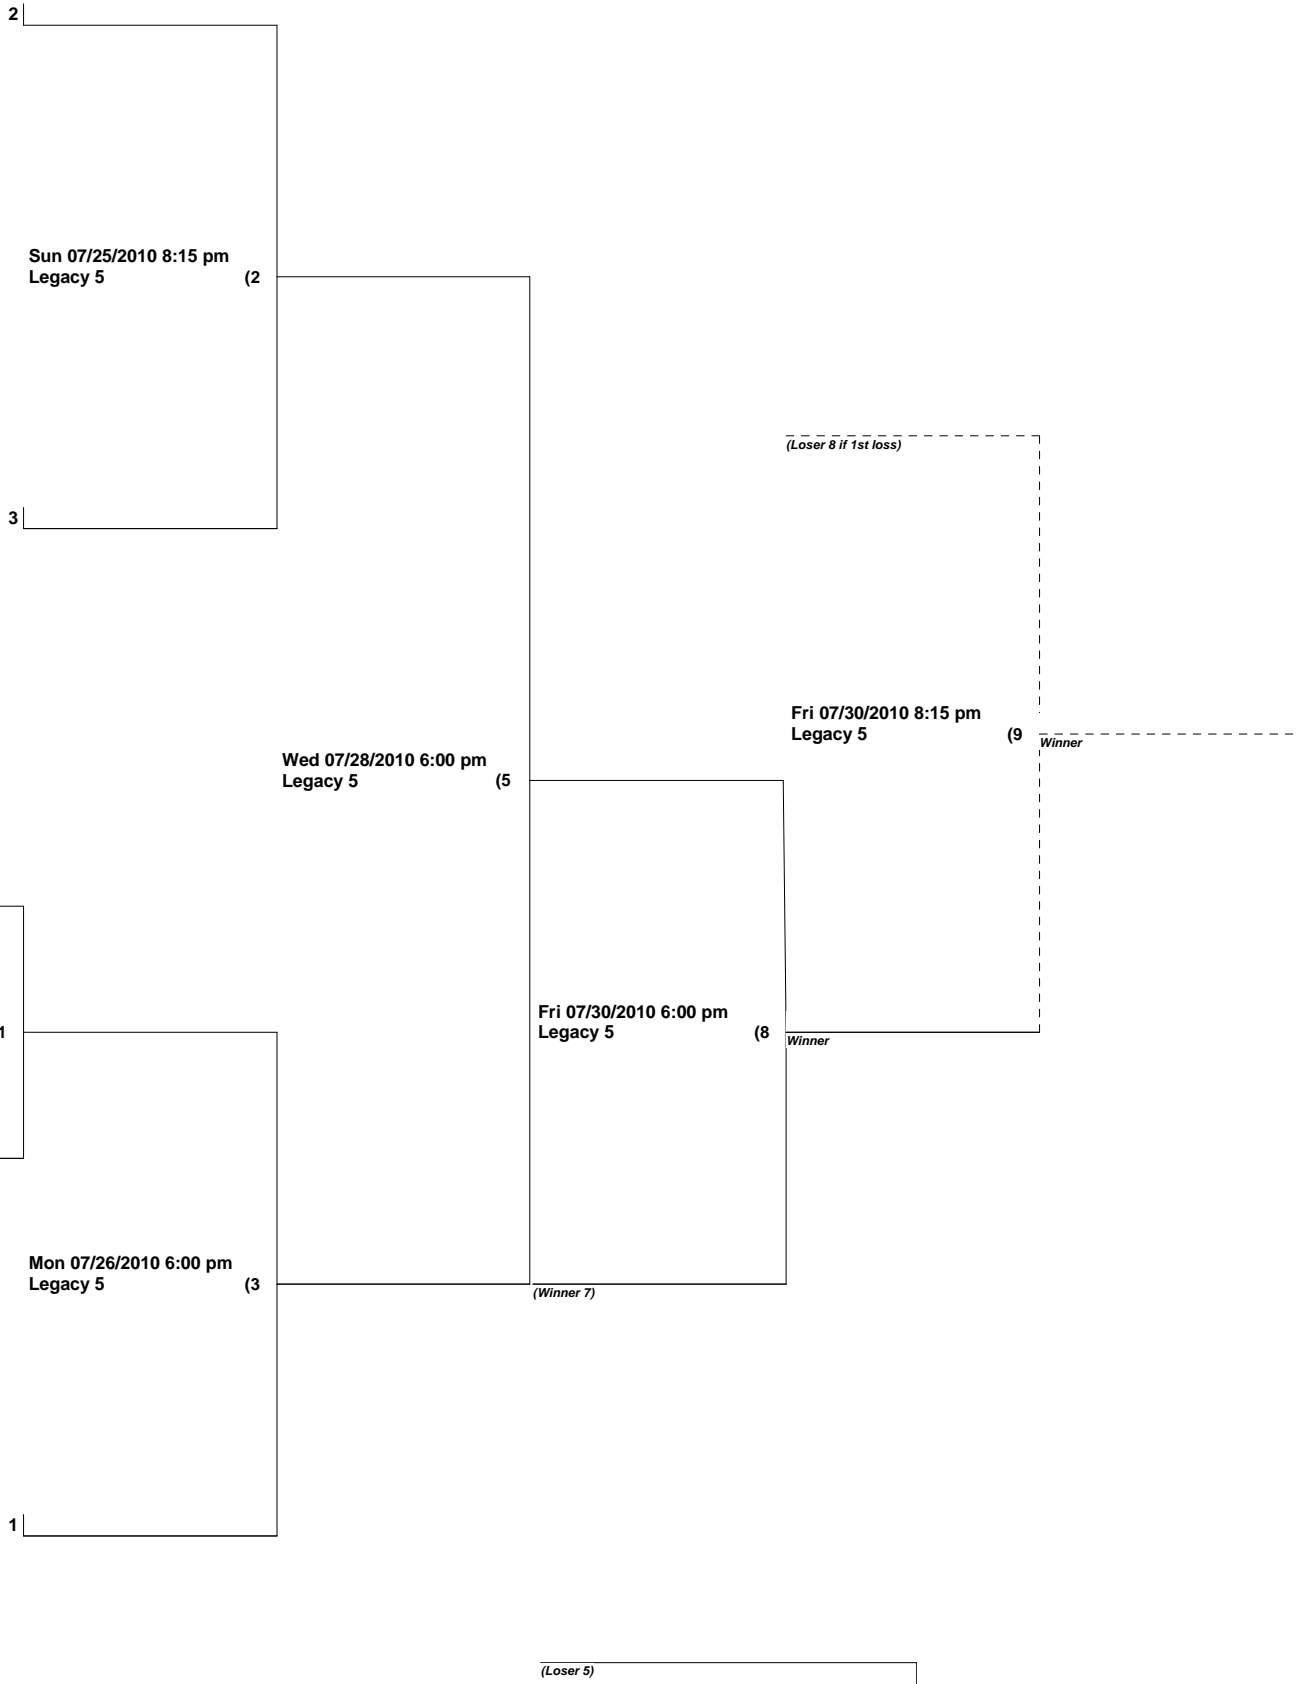 2
Sun 07/25/2010 8:15 pm
Legacy 5 (2
(Loser 8 if 1st loss)
3
Fri 07/30/2010 8:15 pm
Legacy 5 (9
Winner
Wed 07/28/2010 6:00 pm
Legacy 5 (5
Fri 07/30/2010 6:00 pm
1
Legacy 5 (8
Winner
Mon 07/26/2010 6:00 pm
Legacy 5 (3
(Winner 7)
1
(Loser 5)